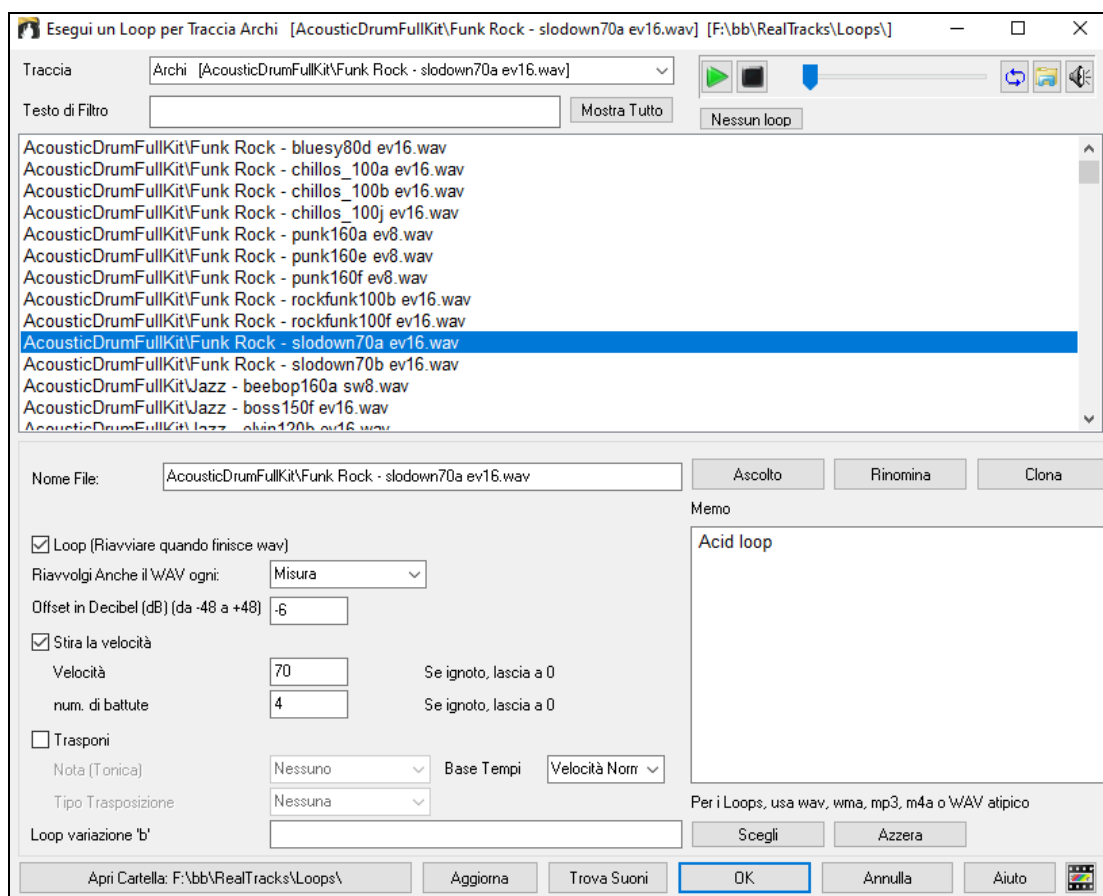 Esegui un Loop per Traccia Archi [AcousticDrumFullKit\Funk Rock - slodown70a ev16.wav] [F:\bb\RealTracks\Loops\]
Traccia Archi [AcousticDrumFullKit\Funk Rock - slodown70a ev16.wav]
Testo di Filtro Mostra Tutto Nessun loop
AcousticDrumFullKit\Funk Rock - bluesy80d ev16.wav
AcousticDrumFullKit\Funk Rock - chillos_100a ev16.wav
AcousticDrumFullKit\Funk Rock - chillos_100b ev16.wav
AcousticDrumFullKit\Funk Rock - chillos_100j ev16.wav
AcousticDrumFullKit\Funk Rock - punk160a ev8.wav
AcousticDrumFullKit\Funk Rock - punk160e ev8.wav
AcousticDrumFullKit\Funk Rock - punk160f ev8.wav
AcousticDrumFullKit\Funk Rock - rockfunk100b ev16.wav
AcousticDrumFullKit\Funk Rock - rockfunk100f ev16.wav
AcousticDrumFullKit\Funk Rock - slodown70a ev16.wav
AcousticDrumFullKit\Funk Rock - slodown70b ev16.wav
AcousticDrumFullKit\Jazz - beebop160a sw8.wav
AcousticDrumFullKit\Jazz - boss150f ev16.wav
AcousticDrumFullKit\Jazz - elvin120b ev16.wav
Nome File: AcousticDrumFullKit\Funk Rock - slodown70a ev16.wav Ascolto Rinomina Clona
Memo
Acid loop
Loop (Riavviare quando finisce wav)
Riavvolgi Anche il WAV ogni: Misura
Offset in Decibel (dB) (da -48 a +48) -6
Stira la velocità
Velocità 70 Se ignoto, lascia a 0
num. di battute 4 Se ignoto, lascia a 0
Trasponi
Nota (Tonica) Nessuno Base Tempi Velocità Norm
Tipo Trasposizione Nessuna
Per i Loops, usa wav, wma, mp3, m4a o WAV atipico
Loop variazione 'b' Scegli Azzera
Apri Cartella: F:\bb\RealTracks\Loops\ Aggiorna Trova Suoni OK Annulla Aiuto